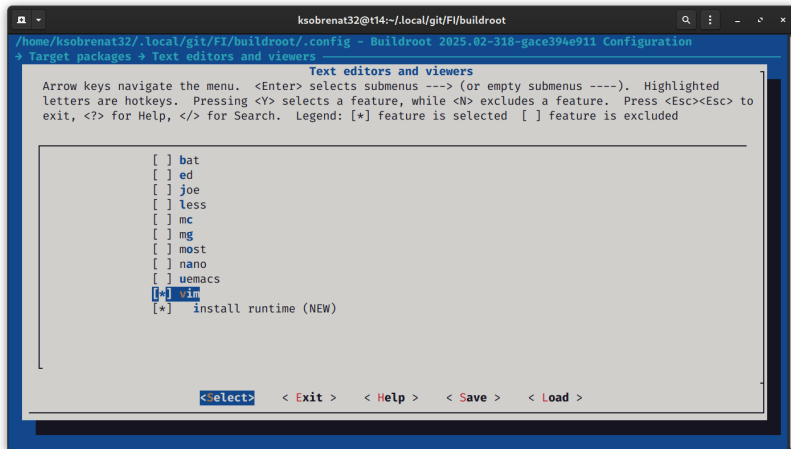 ksobrenat32@t14:~/.local/git/FI/buildroot
/home/ksobrenat32/.local/git/FI/buildroot/.config - Buildroot 2025.02-318-gace394e911 Configuration
→ Target packages → Text editors and viewers
Text editors and viewers
Arrow keys navigate the menu. <Enter> selects submenus ---> (or empty submenus ----). Highlighted
letters are hotkeys. Pressing <Y> selects a feature, while <N> excludes a feature. Press <Esc><Esc> to
exit, <?> for Help, </> for Search. Legend: [*] feature is selected [ ] feature is excluded
[ ] bat
[ ] ed
[ ] joe
[ ] less
[ ] mc
[ ] mg
[ ] most
[ ] nano
[ ] uemacs
[*] vim
[*] install runtime (NEW)
<Select> < Exit > < Help > < Save > < Load >